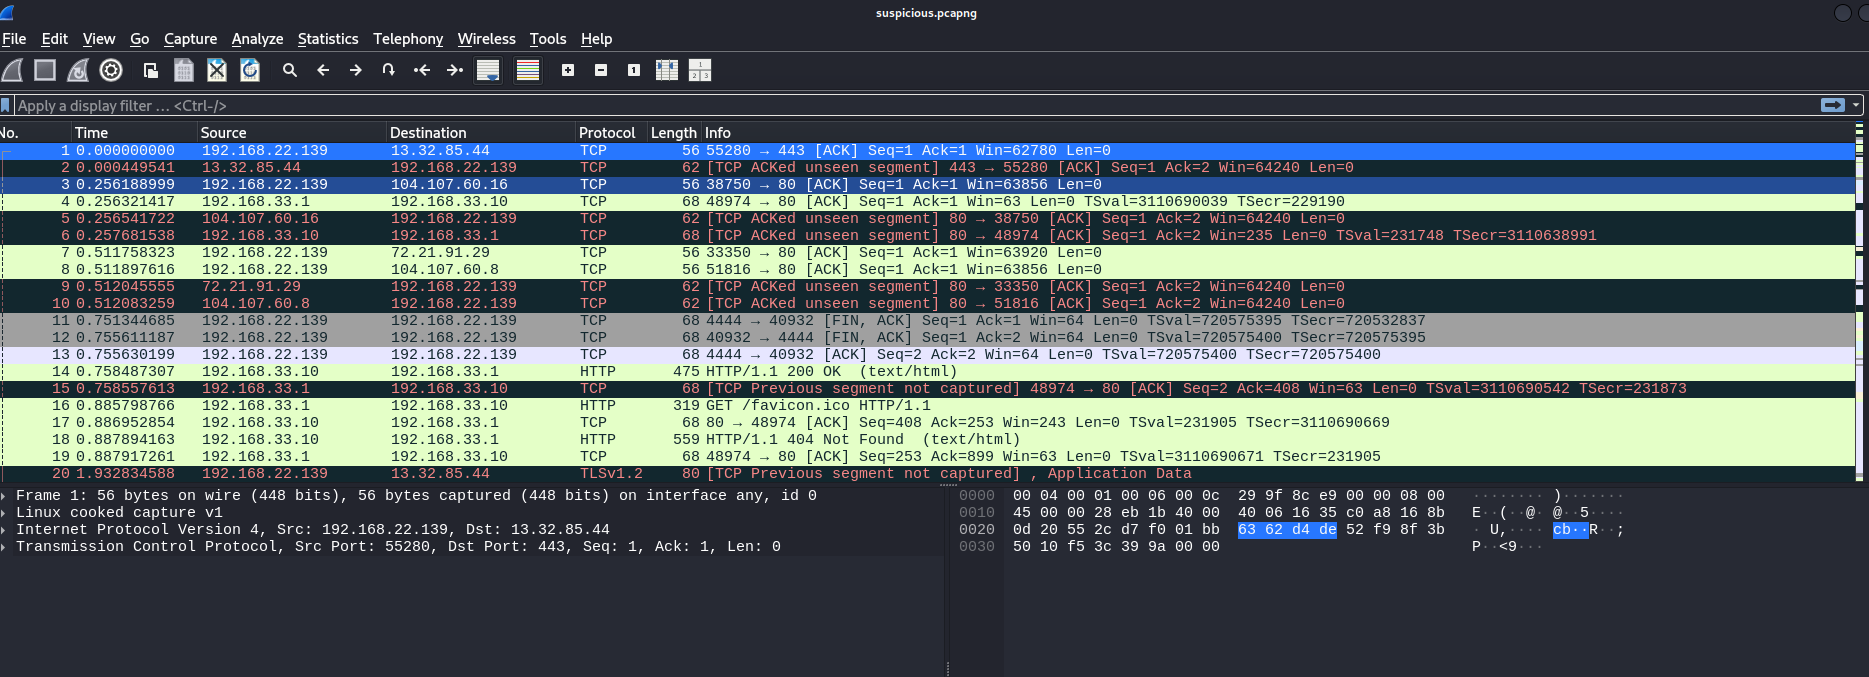 suspicious.pcapng
File Edit View Go Capture Analyze Statistics Telephony Wireless Tools Help
Apply a display filter … <Ctrl-/>
No. Time Source Destination Protocol Length Info
1 0.000000000 192.168.22.139 13.32.85.44 TCP 56 55280 → 443 [ACK] Seq=1 Ack=1 Win=62780 Len=0
2 0.000449541 13.32.85.44 192.168.22.139 TCP 62 [TCP ACKed unseen segment] 443 → 55280 [ACK] Seq=1 Ack=2 Win=64240 Len=0
3 0.256188999 192.168.22.139 104.107.60.16 TCP 56 38750 → 80 [ACK] Seq=1 Ack=1 Win=63856 Len=0
4 0.256321417 192.168.33.1 192.168.33.10 TCP 68 48974 → 80 [ACK] Seq=1 Ack=1 Win=63 Len=0 TSval=3110690039 TSecr=229190
5 0.256541722 104.107.60.16 192.168.22.139 TCP 62 [TCP ACKed unseen segment] 80 → 38750 [ACK] Seq=1 Ack=2 Win=64240 Len=0
6 0.257681538 192.168.33.10 192.168.33.1 TCP 68 [TCP ACKed unseen segment] 80 → 48974 [ACK] Seq=1 Ack=2 Win=235 Len=0 TSval=231748 TSecr=3110638991
7 0.511758323 192.168.22.139 72.21.91.29 TCP 56 33350 → 80 [ACK] Seq=1 Ack=1 Win=63920 Len=0
8 0.511897616 192.168.22.139 104.107.60.8 TCP 56 51816 → 80 [ACK] Seq=1 Ack=1 Win=63856 Len=0
9 0.512045555 72.21.91.29 192.168.22.139 TCP 62 [TCP ACKed unseen segment] 80 → 33350 [ACK] Seq=1 Ack=2 Win=64240 Len=0
10 0.512083259 104.107.60.8 192.168.22.139 TCP 62 [TCP ACKed unseen segment] 80 → 51816 [ACK] Seq=1 Ack=2 Win=64240 Len=0
11 0.751344685 192.168.22.139 192.168.22.139 TCP 68 4444 → 40932 [FIN, ACK] Seq=1 Ack=1 Win=64 Len=0 TSval=720575395 TSecr=720532837
12 0.755611187 192.168.22.139 192.168.22.139 TCP 68 40932 → 4444 [FIN, ACK] Seq=1 Ack=2 Win=64 Len=0 TSval=720575400 TSecr=720575395
13 0.755630199 192.168.22.139 192.168.22.139 TCP 68 4444 → 40932 [ACK] Seq=2 Ack=2 Win=64 Len=0 TSval=720575400 TSecr=720575400
14 0.758487307 192.168.33.10 192.168.33.1 HTTP 475 HTTP/1.1 200 OK (text/html)
15 0.758557613 192.168.33.1 192.168.33.10 TCP 68 [TCP Previous segment not captured] 48974 → 80 [ACK] Seq=2 Ack=408 Win=63 Len=0 TSval=3110690542 TSecr=231873
16 0.885798766 192.168.33.1 192.168.33.10 HTTP 319 GET /favicon.ico HTTP/1.1
17 0.886952854 192.168.33.10 192.168.33.1 TCP 68 80 → 48974 [ACK] Seq=408 Ack=253 Win=243 Len=0 TSval=231905 TSecr=3110690669
18 0.887894163 192.168.33.10 192.168.33.1 HTTP 559 HTTP/1.1 404 Not Found (text/html)
19 0.887917261 192.168.33.1 192.168.33.10 TCP 68 48974 → 80 [ACK] Seq=253 Ack=899 Win=63 Len=0 TSval=3110690671 TSecr=231905
20 1.932834588 192.168.22.139 13.32.85.44 TLSv1.2 80 [TCP Previous segment not captured] , Application Data
Frame 1: 56 bytes on wire (448 bits), 56 bytes captured (448 bits) on interface any, id 0
Linux cooked capture v1
Internet Protocol Version 4, Src: 192.168.22.139, Dst: 13.32.85.44
Transmission Control Protocol, Src Port: 55280, Dst Port: 443, Seq: 1, Ack: 1, Len: 0
0000 00 04 00 01 00 06 00 0c 29 9f 8c e9 00 00 08 00 ········ )·······
0010 45 00 00 28 eb 1b 40 00 40 06 16 35 c0 a8 16 8b E··(··@· @··5····
0020 0d 20 55 2c d7 f0 01 bb 63 62 d4 de 52 f9 8f 3b · U,···· cb··R··;
0030 50 10 f5 3c 39 9a 00 00 P··<9···